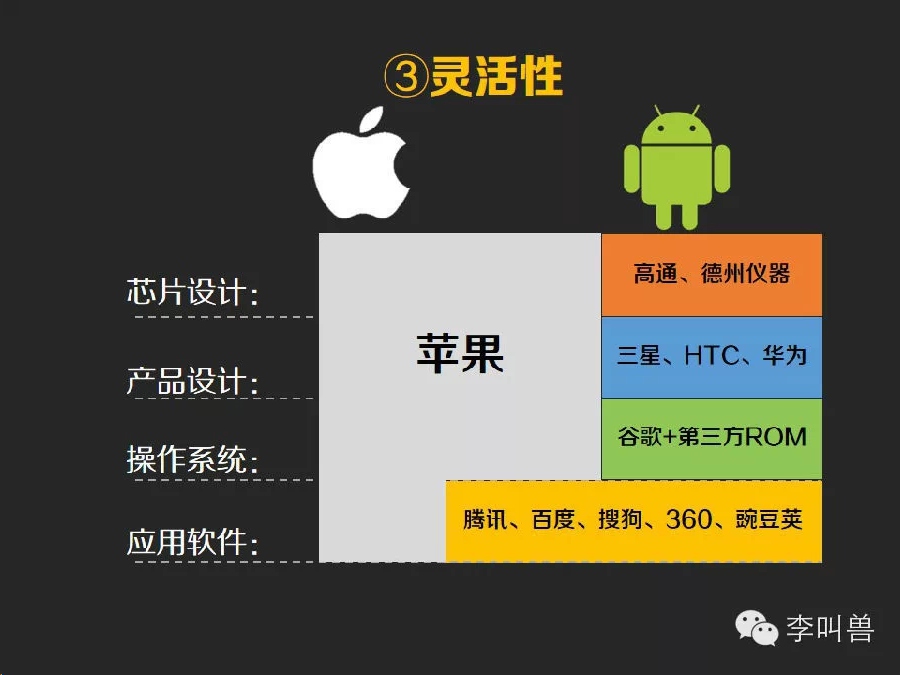 ③灵活性
芯片设计：
产品设计：
操作系统：
应用软件：
苹果
高通、德州仪器
三星、HTC、华为
谷歌+第三方ROM
腾讯、百度、搜狗、360、豌豆荚
李叫兽